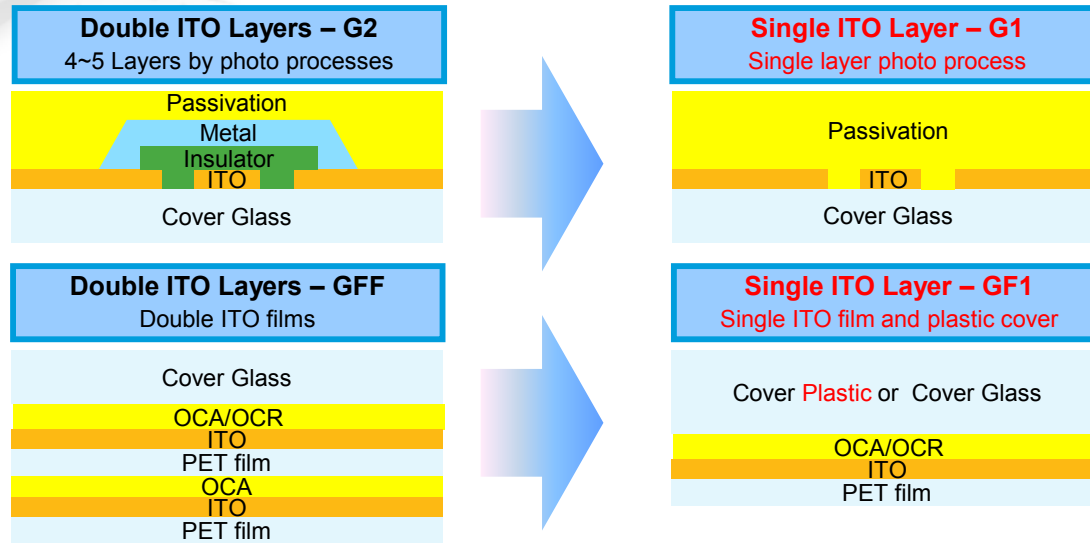 Double ITO Layers – G2
4~5 Layers by photo processes
Passivation
Metal
Insulator
ITO
Cover Glass
Single ITO Layer – G1
Single layer photo process
Passivation
ITO
Cover Glass
Double ITO Layers – GFF
Double ITO films
Cover Glass
OCA/OCR
ITO
PET film
OCA
ITO
PET film
Single ITO Layer – GF1
Single ITO film and plastic cover
Cover Plastic or Cover Glass
OCA/OCR
ITO
PET film